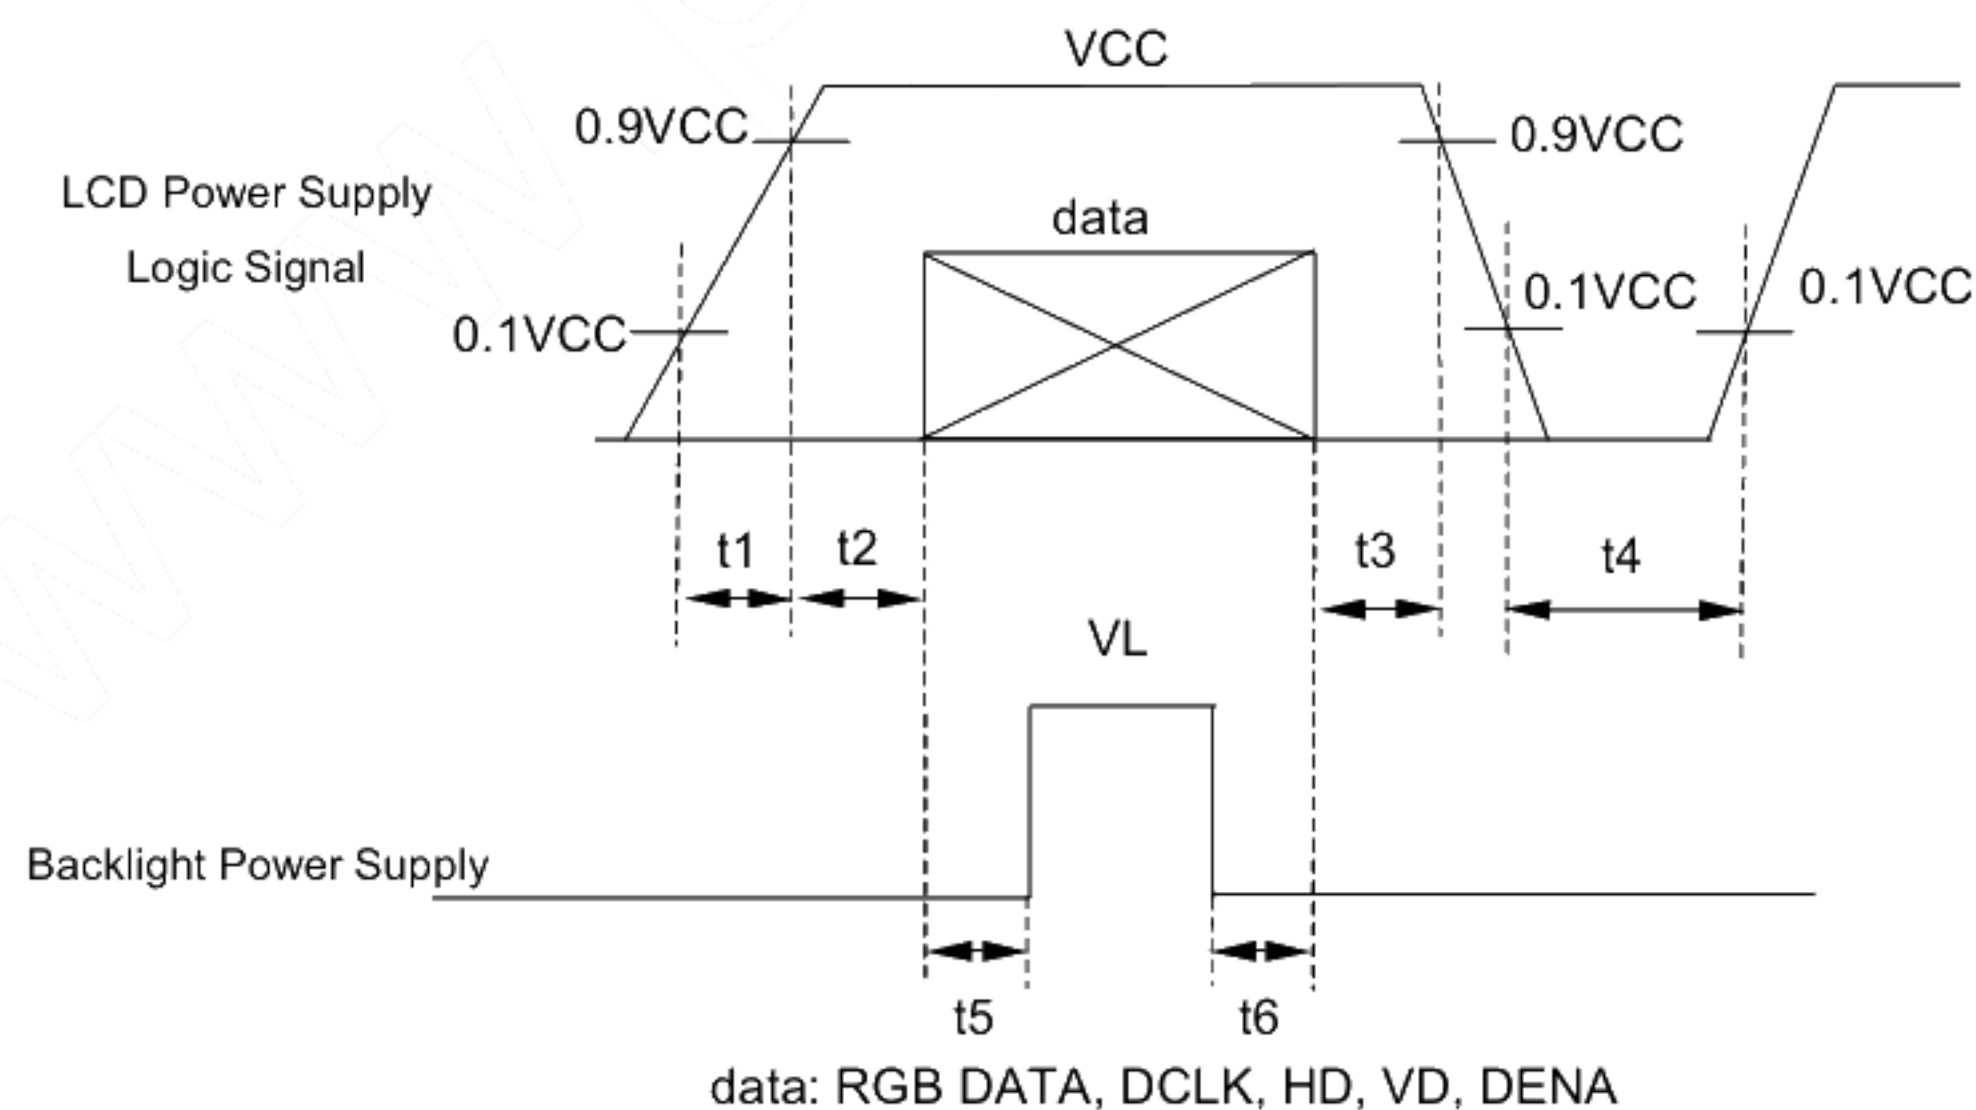 VCC
0.9VCC
0.9VCC
LCD Power Supply
data
Logic Signal
0.1VCC
0.1VCC
0.1VCC
t1
t2
t3
t4
VL
Backlight Power Supply
t5
t6
data: RGB DATA, DCLK, HD, VD, DENA